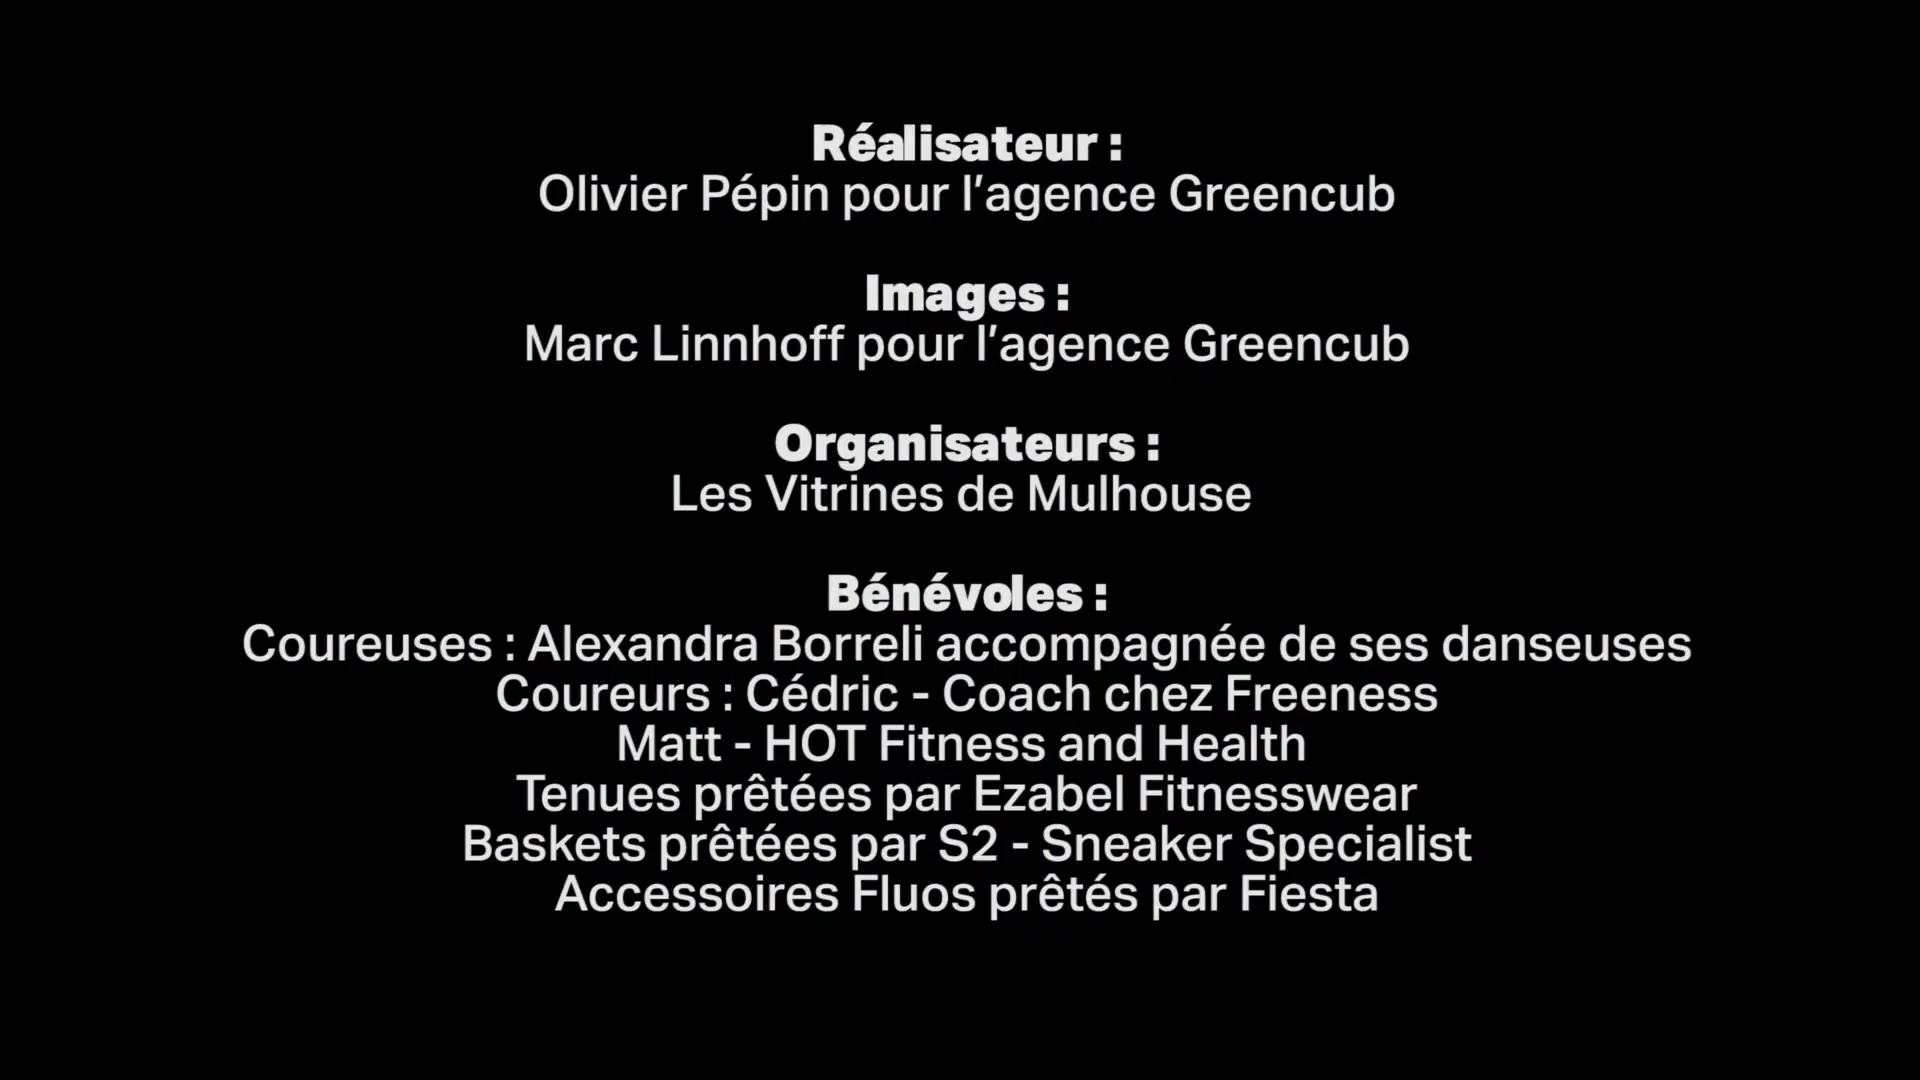 Réalisateur :
Olivier Pépin pour l’agence Greencub
Images :
Marc Linnhoff pour l’agence Greencub
Organisateurs :
Les Vitrines de Mulhouse
Bénévoles :
Coureuses : Alexandra Borreli accompagnée de ses danseuses
Coureurs : Cédric - Coach chez Freeness
Matt - HOT Fitness and Health
Tenues prêtées par Ezabel Fitnesswear
Baskets prêtées par S2 - Sneaker Specialist
Accessoires Fluos prêtés par Fiesta